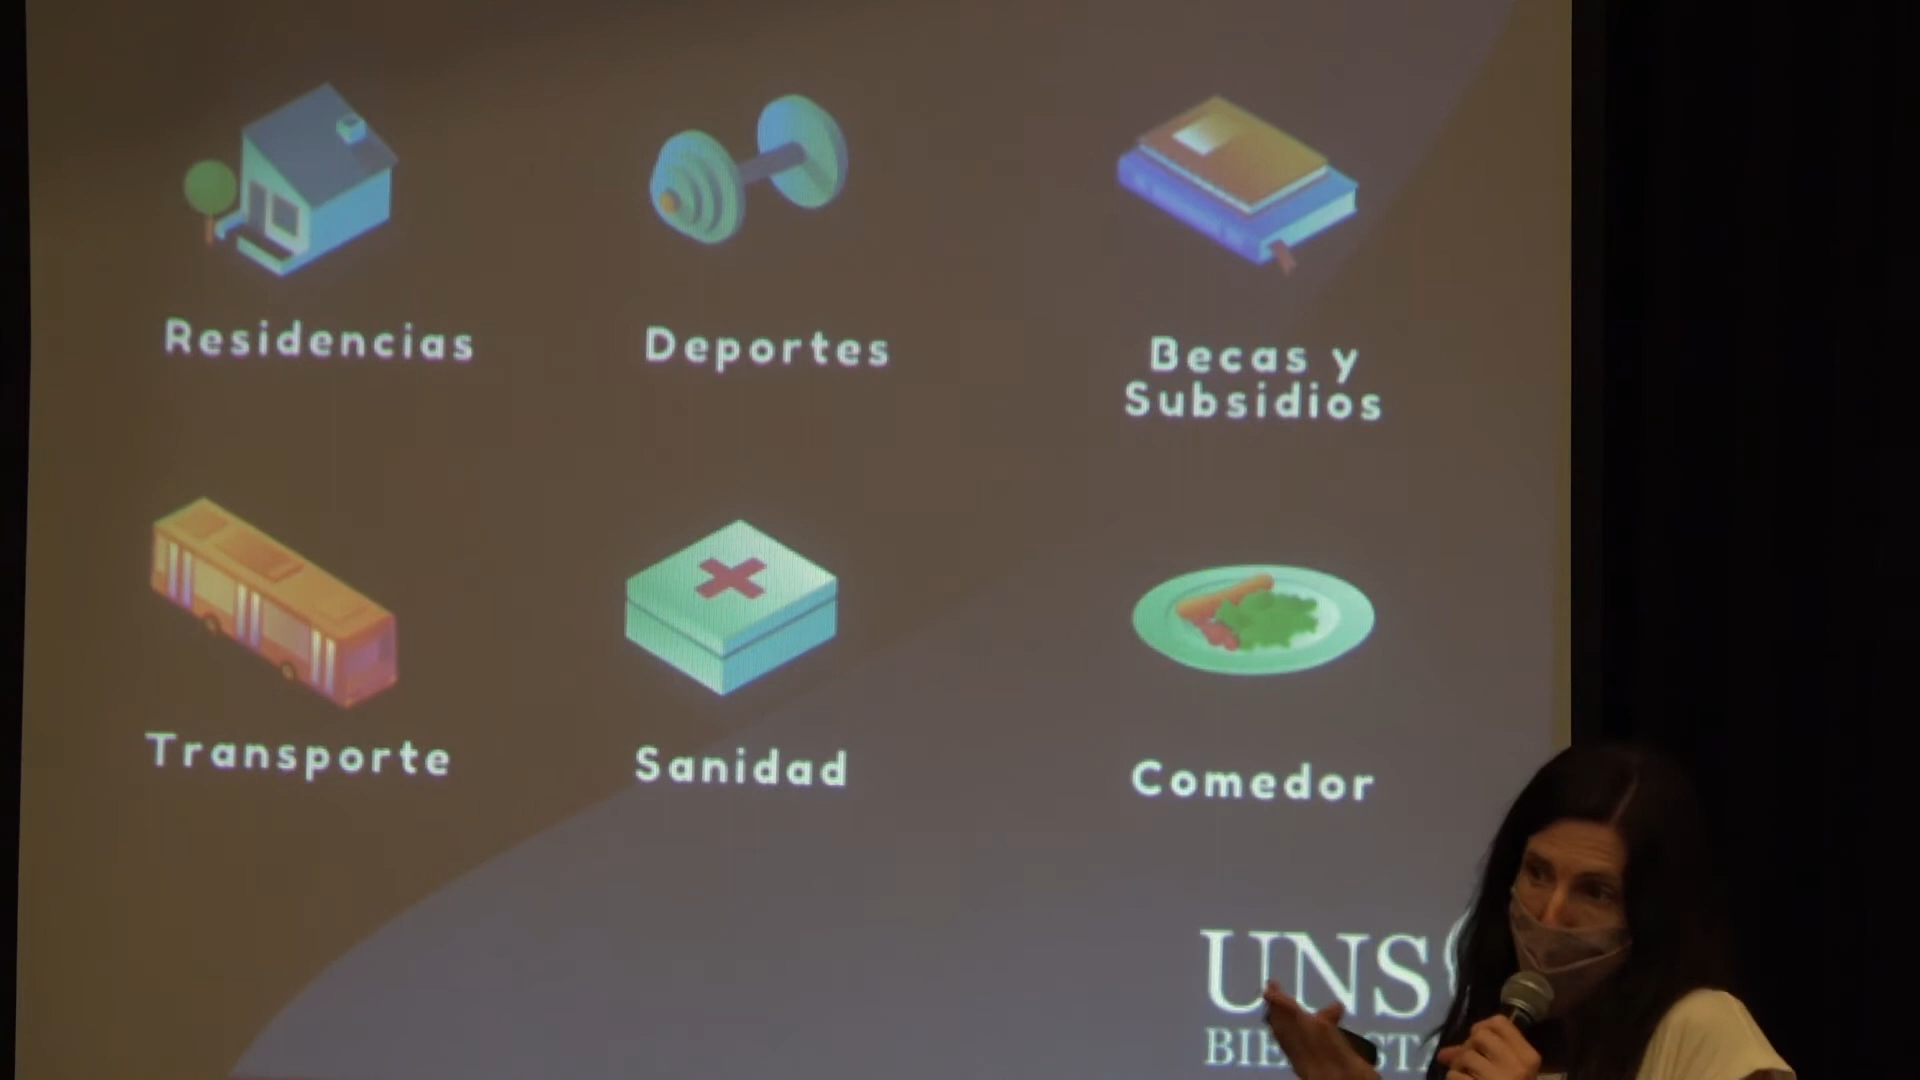 Residencias
Deportes
Becas y
Subsidios
Transporte
Sanidad
Comedor
UNS